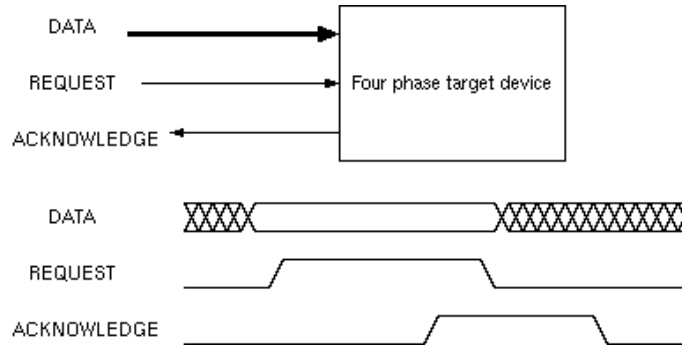 DATA
REQUEST
Four phase target device
ACKNOWLEDGE
DATA
REQUEST
ACKNOWLEDGE